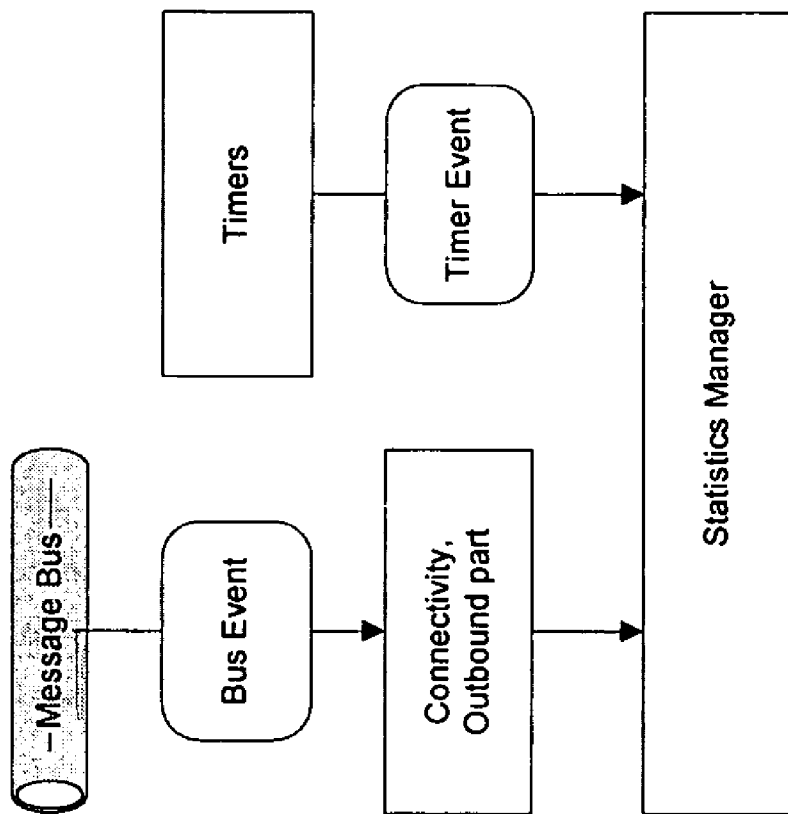 Message Bus
Bus Event
Connectivity,
Outbound part
Timers
Timer Event
Statistics Manager